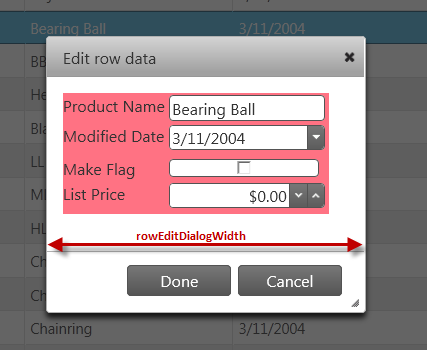 Bearing Ball 3/11/2004
Edit row data
BB
Product Name Bearing Ball
He
Modified Date 3/11/2004
Bla
Make Flag
LL
List Price $0.00
HL
rowEditDialogWidth
Ch
Done Cancel
Ch
Chainring 3/11/2004